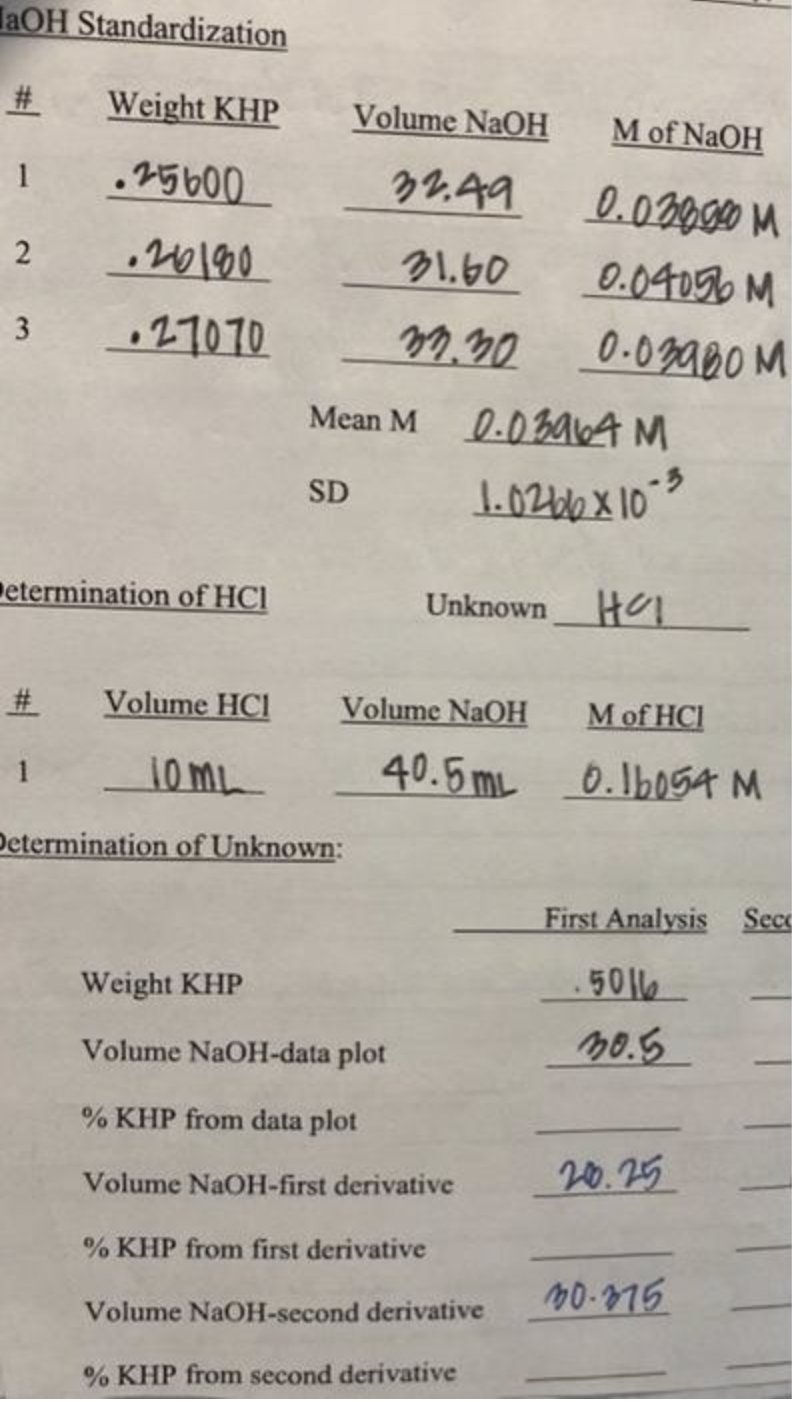 aOH Standardization
# Weight KHP Volume NaOH M of NaOH
1 .25600 32.49 M
2 .26180 31.60 0.04056 M
3 .27070 33.30 0.03980 M
Mean M 0.03964 M
SD 1.0266 x 10⁻³
etermination of HCl Unknown HCl
# Volume HCl Volume NaOH M of HCl
1 10 mL 40.5 mL 0.16054 M
Determination of Unknown:
First Analysis Seco
Weight KHP .5016
Volume NaOH-data plot 30.5
% KHP from data plot
Volume NaOH-first derivative
% KHP from first derivative
Volume NaOH-second derivative 30.375
% KHP from second derivative